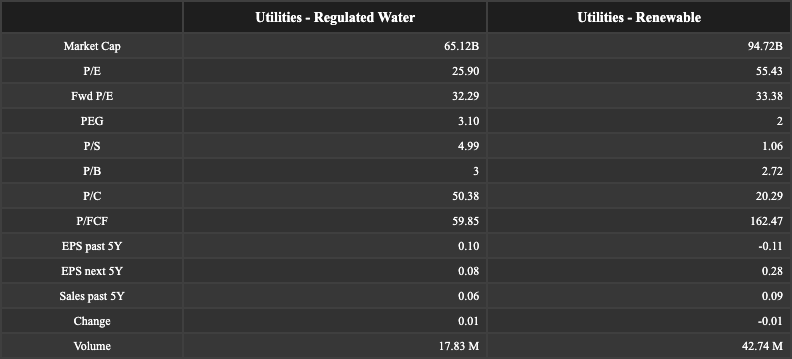 Utilities - Regulated Water Utilities - Renewable
Market Cap 65.12B 94.72B
P/E 25.90 55.43
Fwd P/E 32.29 33.38
PEG 3.10 2
P/S 4.99 1.06
P/B 3 2.72
P/C 50.38 20.29
P/FCF 59.85 162.47
EPS past 5Y 0.10 -0.11
EPS next 5Y 0.08 0.28
Sales past 5Y 0.06 0.09
Change 0.01 -0.01
Volume 17.83 M 42.74 M